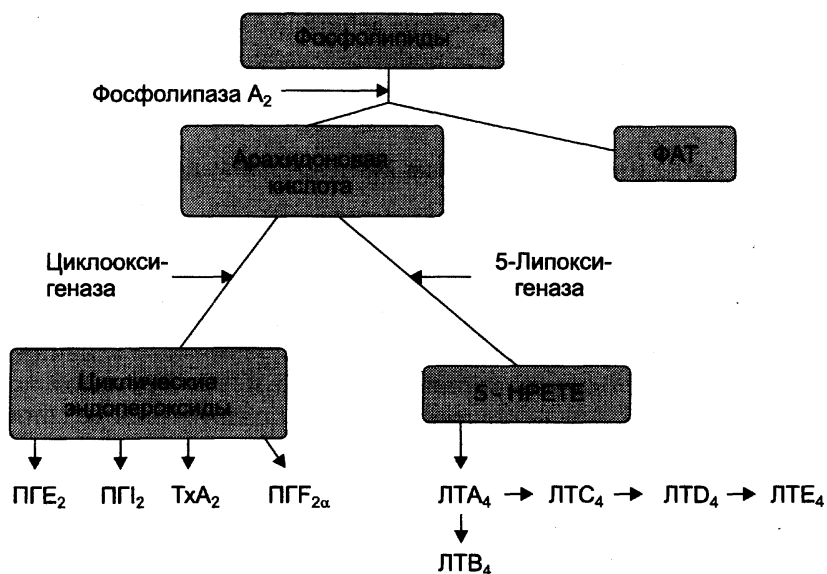 Фосфолипиды
Фосфолипаза A₂
Арахидоновая
кислота
ФАТ
Циклоокси-
геназа
5-Липокси-
геназа
Циклические
эндопероксиды
5 - HPETE
ПГЕ₂ ПГI₂ ТхА₂ ПГF₂α
ЛТА₄ ЛТС₄ ЛТD₄ ЛТЕ₄
ЛТВ₄